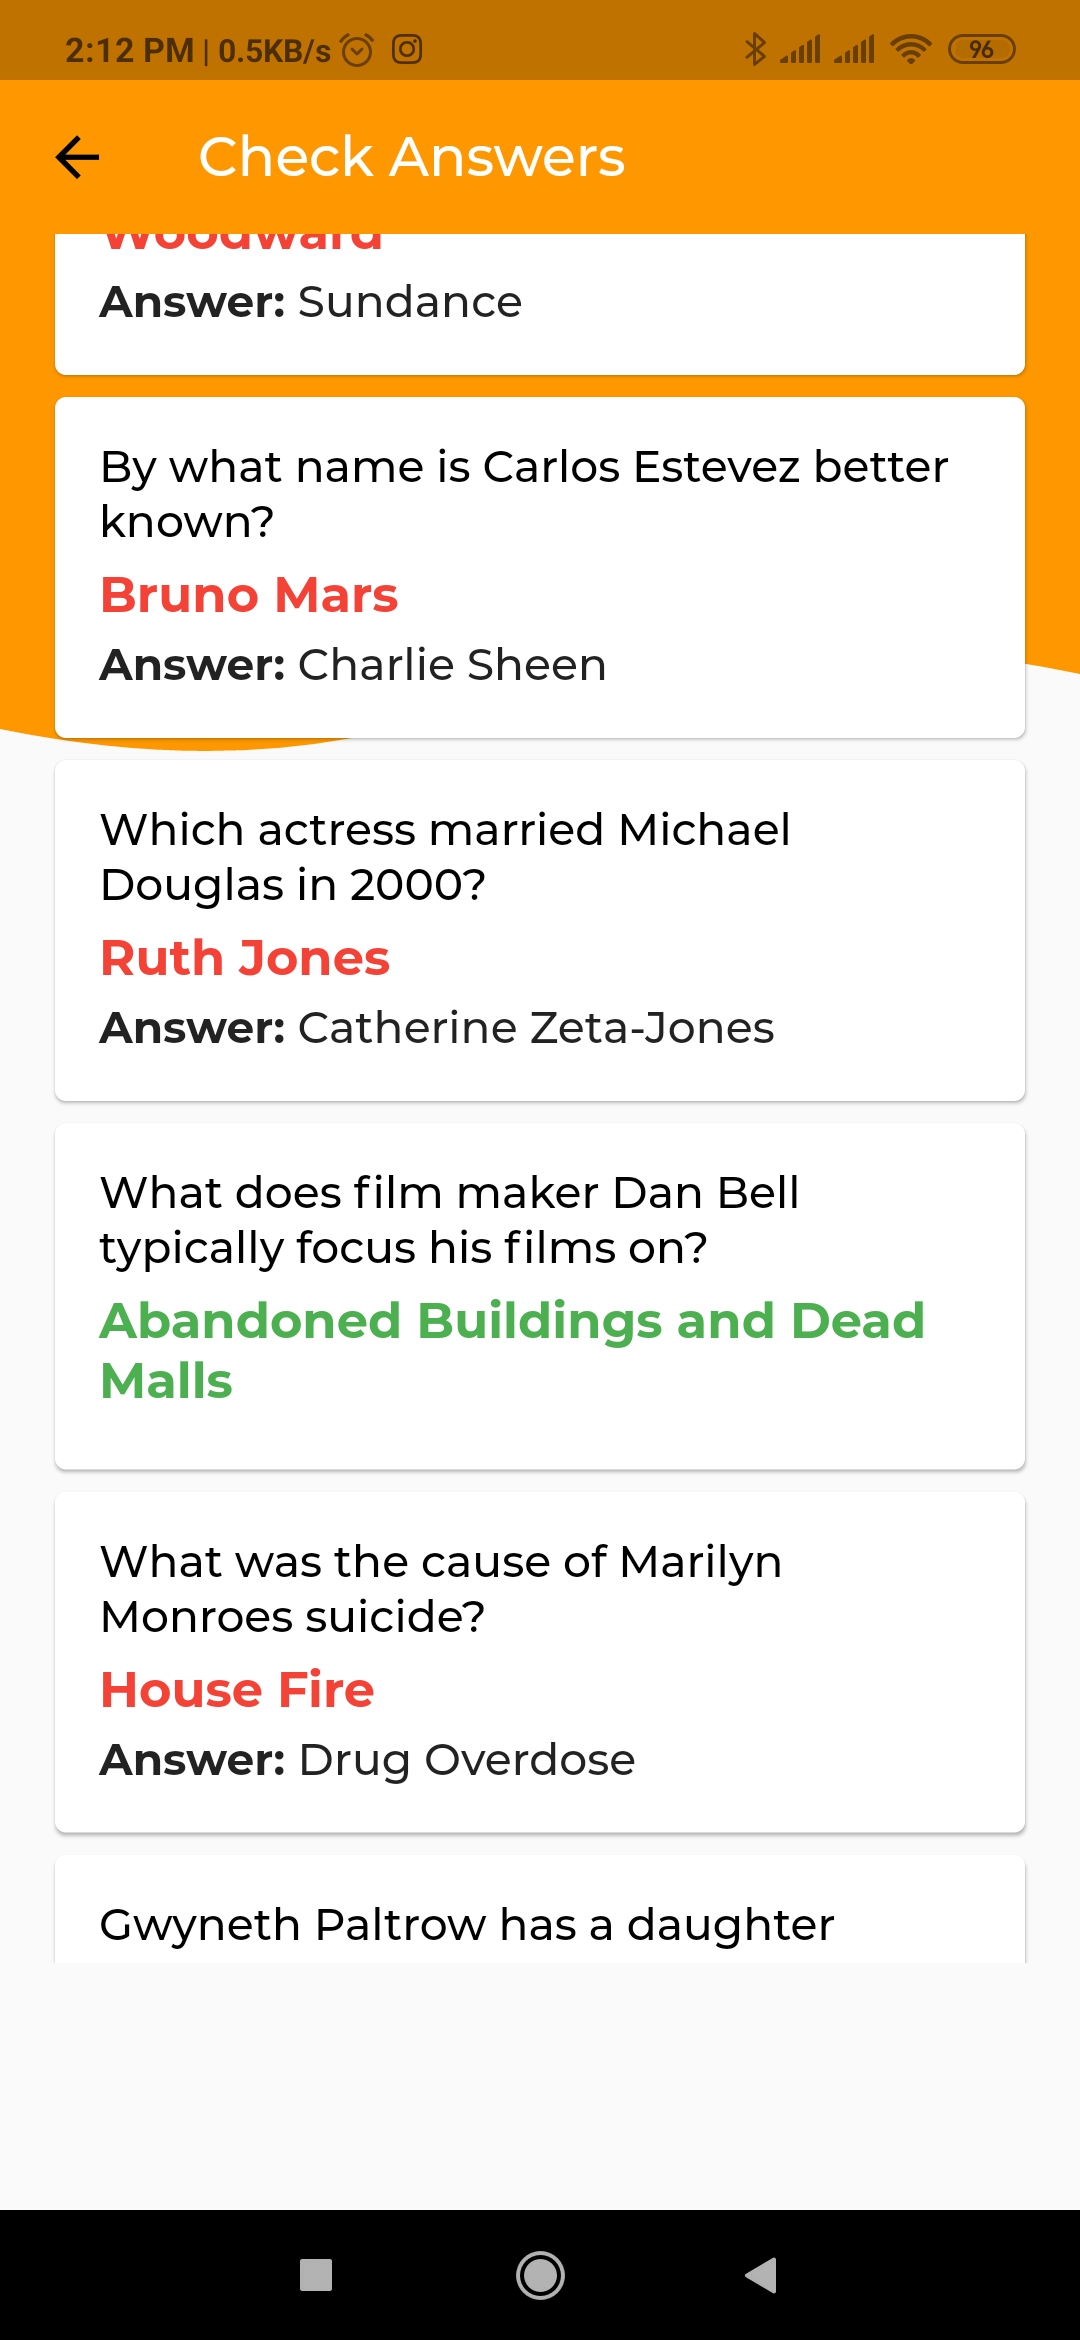 2:12 PM | 0.5KB/s
96
Check Answers
Woodward
Answer: Sundance
By what name is Carlos Estevez better
known?
Bruno Mars
Answer: Charlie Sheen
Which actress married Michael
Douglas in 2000?
Ruth Jones
Answer: Catherine Zeta-Jones
What does film maker Dan Bell
typically focus his films on?
Abandoned Buildings and Dead
Malls
What was the cause of Marilyn
Monroes suicide?
House Fire
Answer: Drug Overdose
Gwyneth Paltrow has a daughter